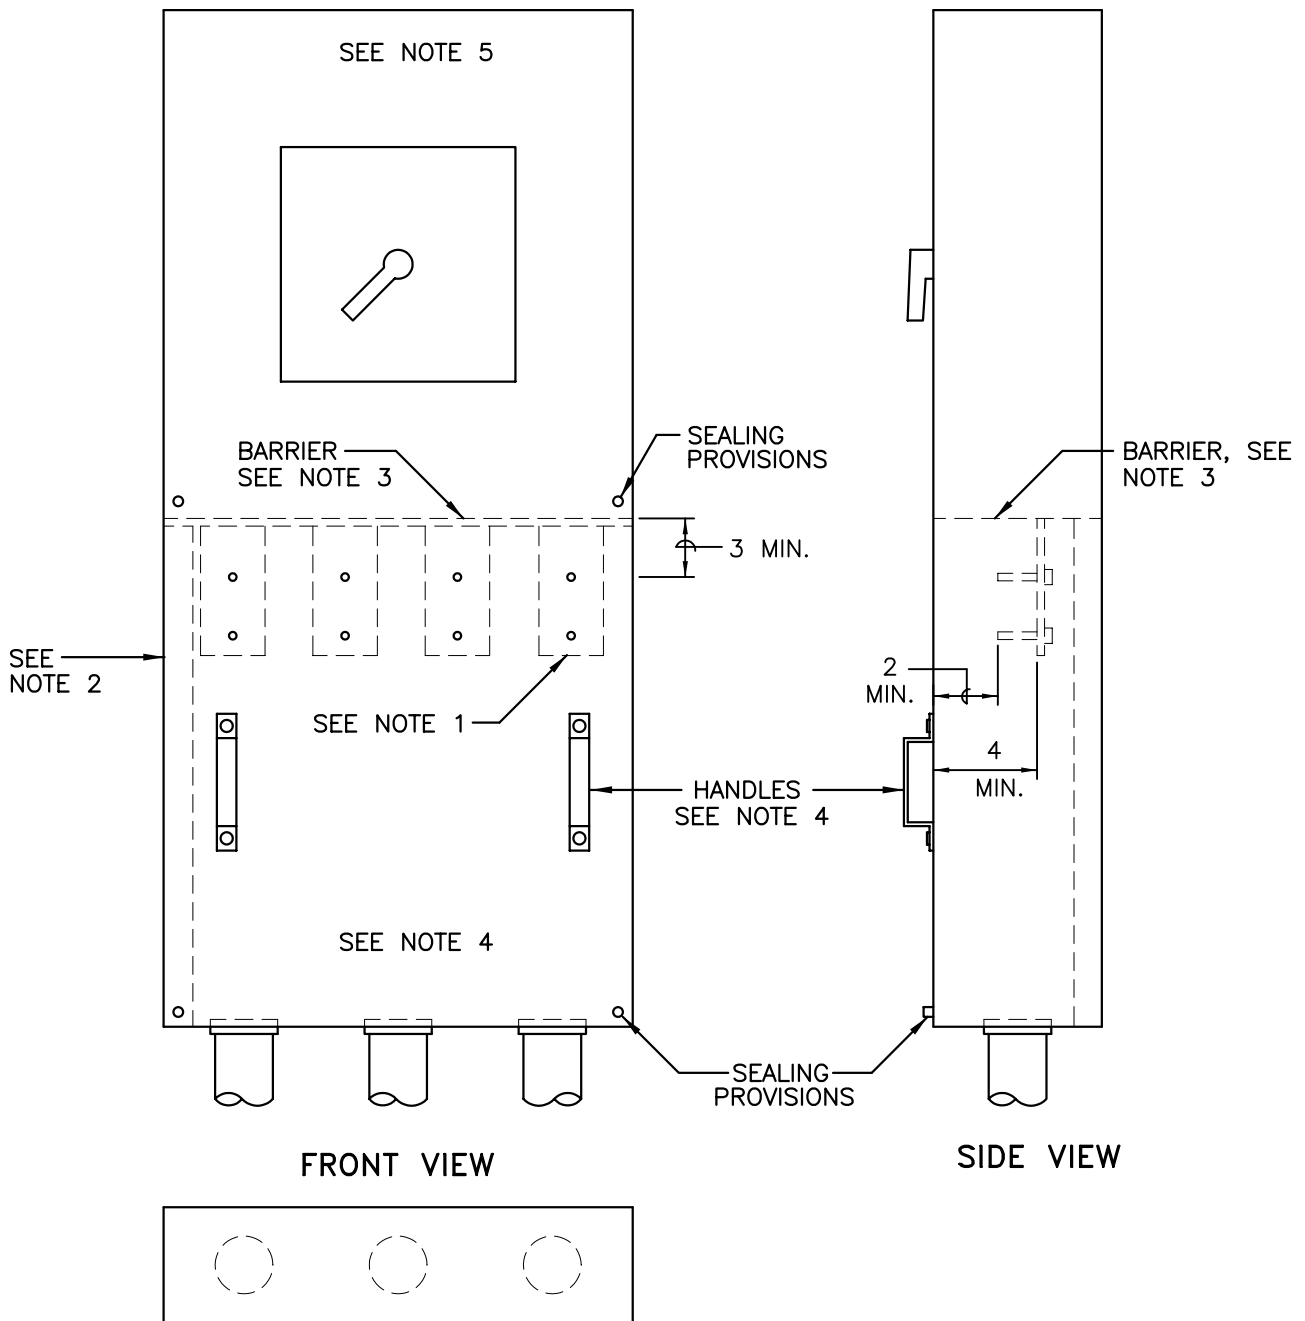 SEE NOTE 5
BARRIER
SEE NOTE 3
SEALING
PROVISIONS
BARRIER, SEE
NOTE 3
3 MIN.
SEE
NOTE 2
2
MIN.
SEE NOTE 1
4
MIN.
HANDLES
SEE NOTE 4
SEE NOTE 4
SEALING
PROVISIONS
FRONT VIEW
SIDE VIEW